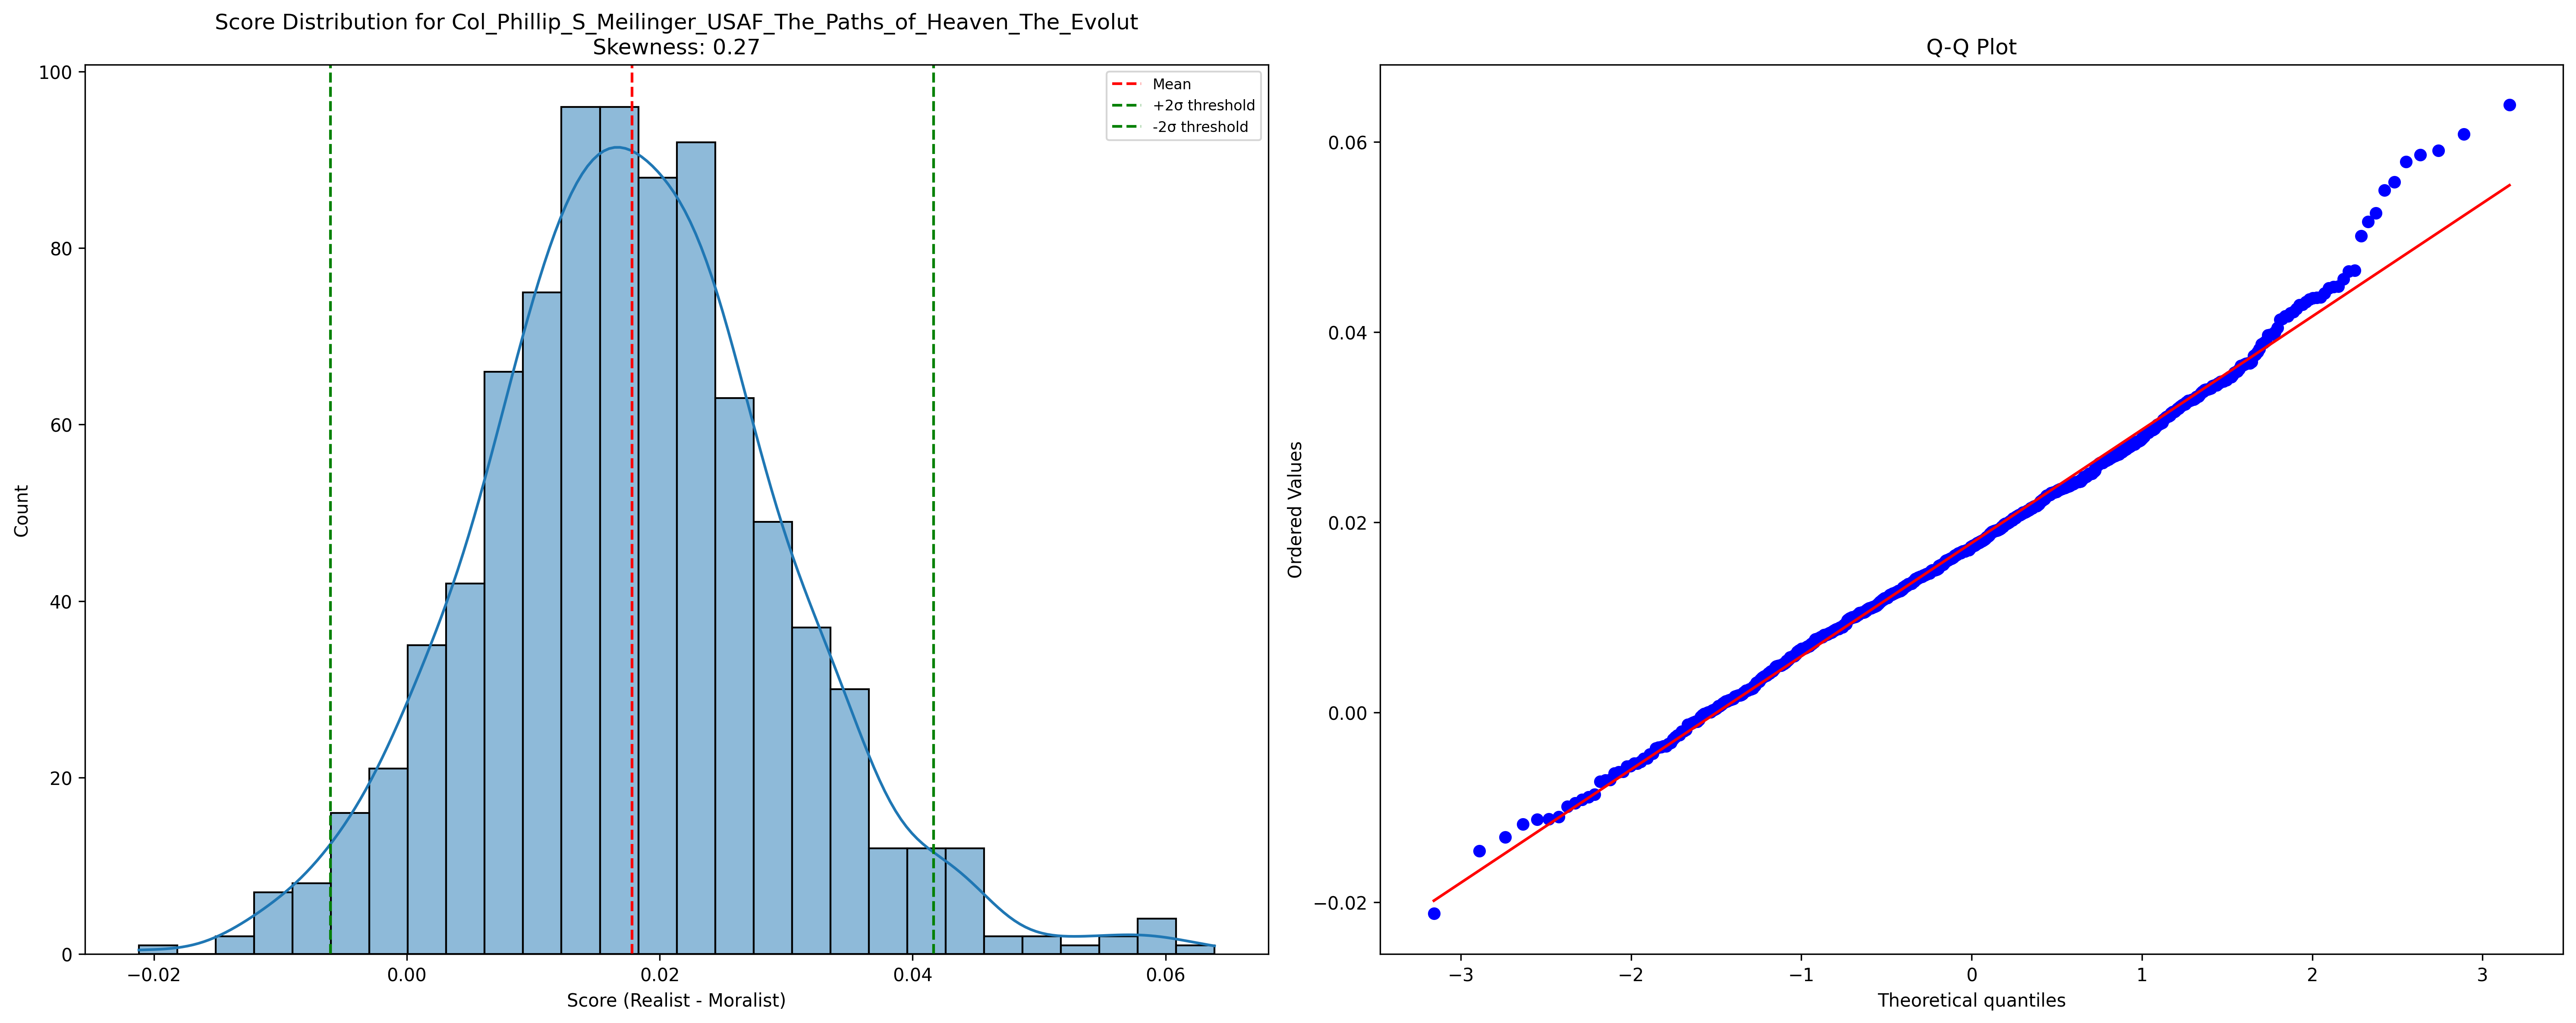 Score Distribution for Col_Phillip_S_Meilinger_USAF_The_Paths_of_Heaven_The_Evolut
Skewness: 0.27
Mean
+2σ threshold
-2σ threshold
100
80
60
40
20
0
Count
−0.02
0.00
0.02
0.04
0.06
Score (Realist - Moralist)
Q-Q Plot
0.06
0.04
0.02
0.00
−0.02
Ordered Values
−3
−2
−1
0
1
2
3
Theoretical quantiles